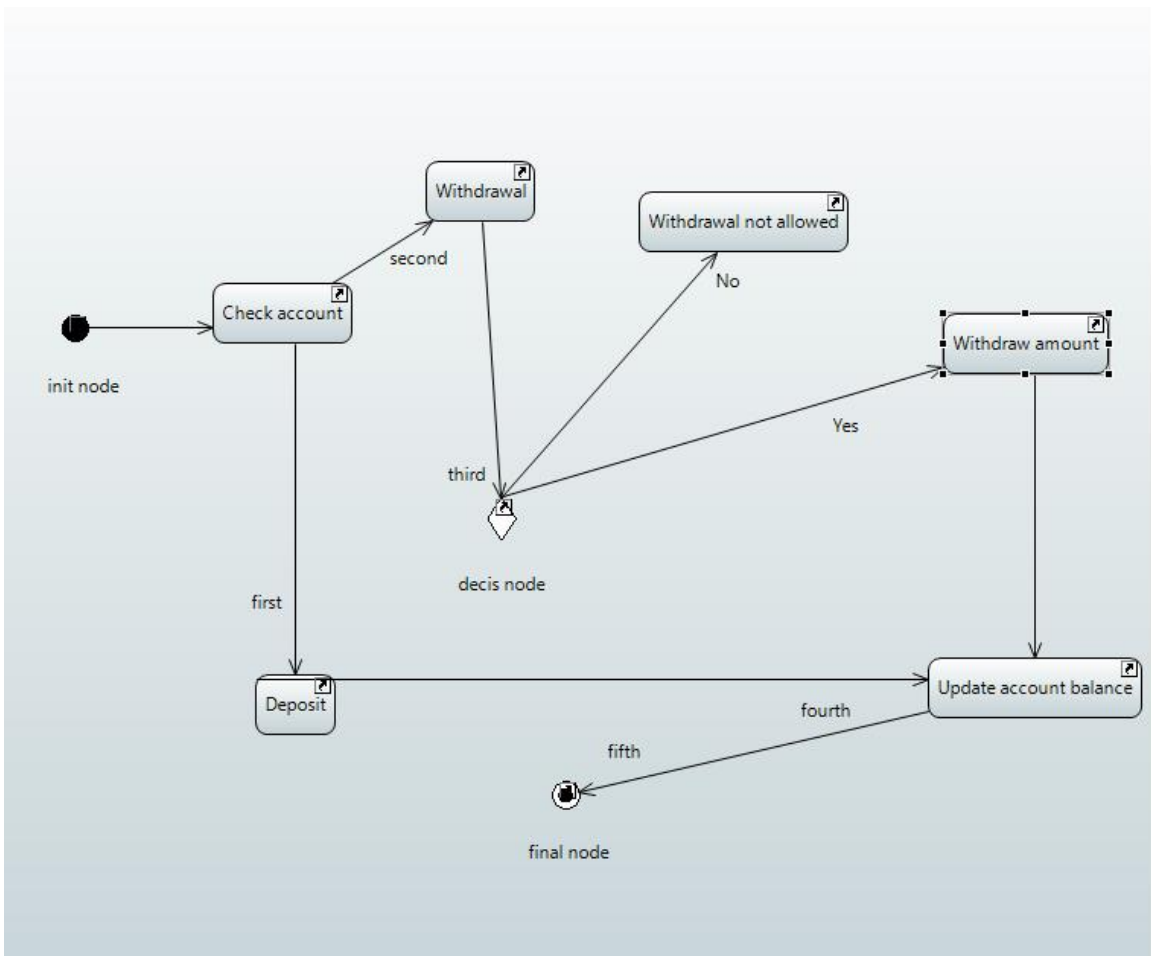 Withdrawal
Withdrawal not allowed
second
No
Check account
Withdraw amount
init node
Yes
third
decis node
first
Deposit
Update account balance
fourth
fifth
final node